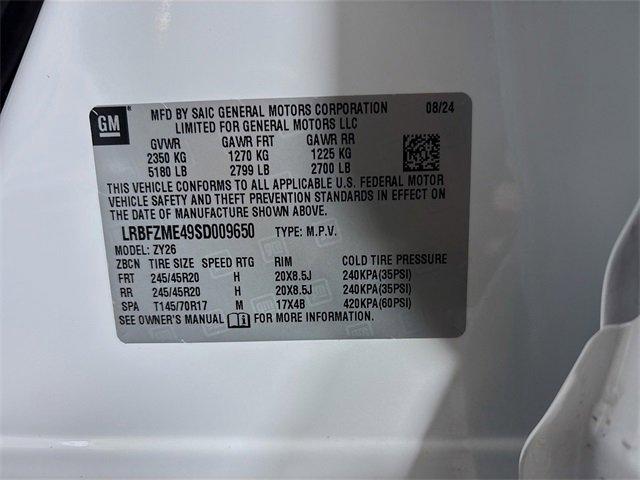 GM ®
MFD BY SAIC GENERAL MOTORS CORPORATION 08/24
LIMITED FOR GENERAL MOTORS LLC
GVWR GAWR FRT GAWR RR
2350 KG 1270 KG 1225 KG
5180 LB 2799 LB 2700 LB
THIS VEHICLE CONFORMS TO ALL APPLICABLE U.S. FEDERAL MOTOR
VEHICLE SAFETY AND THEFT PREVENTION STANDARDS IN EFFECT ON
THE DATE OF MANUFACTURE SHOWN ABOVE.
LRBFZME49SD009650 TYPE: M.P.V.
MODEL: ZY26
ZBCN TIRE SIZE SPEED RTG RIM COLD TIRE PRESSURE
FRT 245/45R20 H 20X8.5J 240KPA(35PSI)
RR 245/45R20 H 20X8.5J 240KPA(35PSI)
SPA T145/70R17 M 17X4B 420KPA(60PSI)
SEE OWNER'S MANUAL FOR MORE INFORMATION.